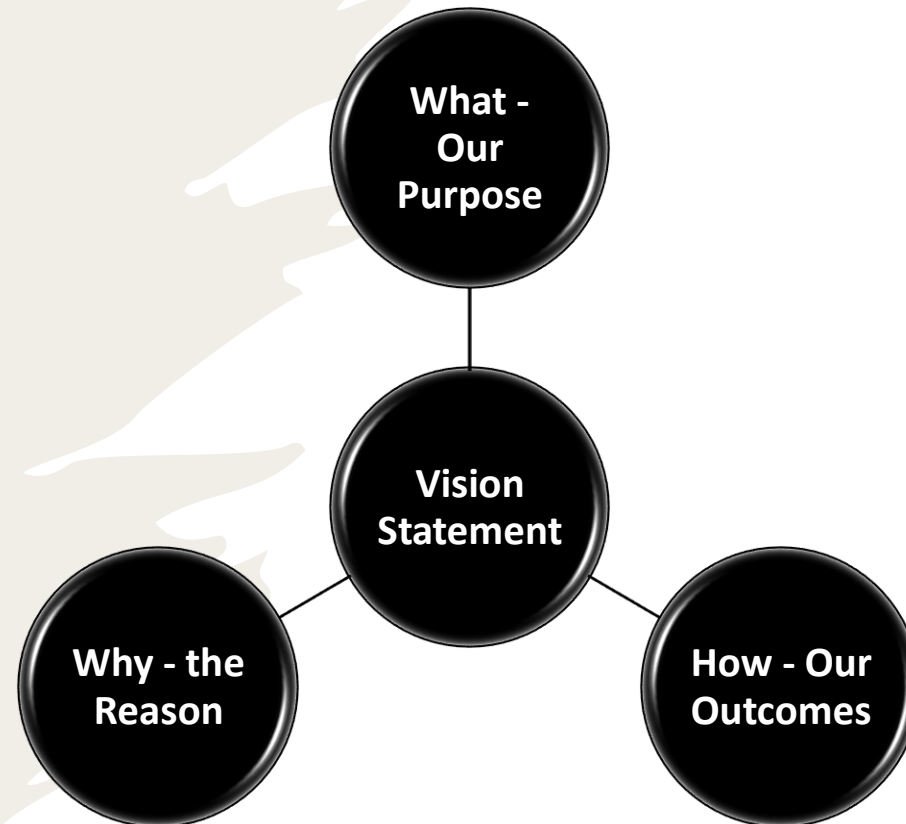 What -
Our
Purpose
Vision
Statement
Why - the
Reason
How - Our
Outcomes